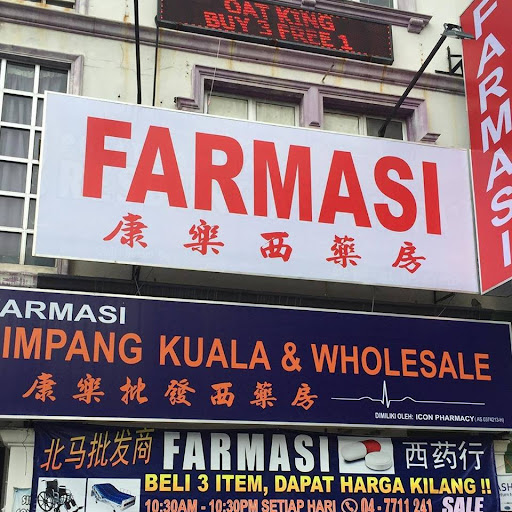 OAT KING
BUY 3 FREE 1
FARMASI
FARMASI
康樂西藥房
ARMASI
IMPANG KUALA & WHOLESALE
康樂批發西藥房
DIMILIKI OLEH: ICON PHARMACY
北马批发商 FARMASI 西药行
BELI 3 ITEM, DAPAT HARGA KILANG !!
10:30AM - 10:30PM SETIAP HARI 04 - 7711 241 SALE